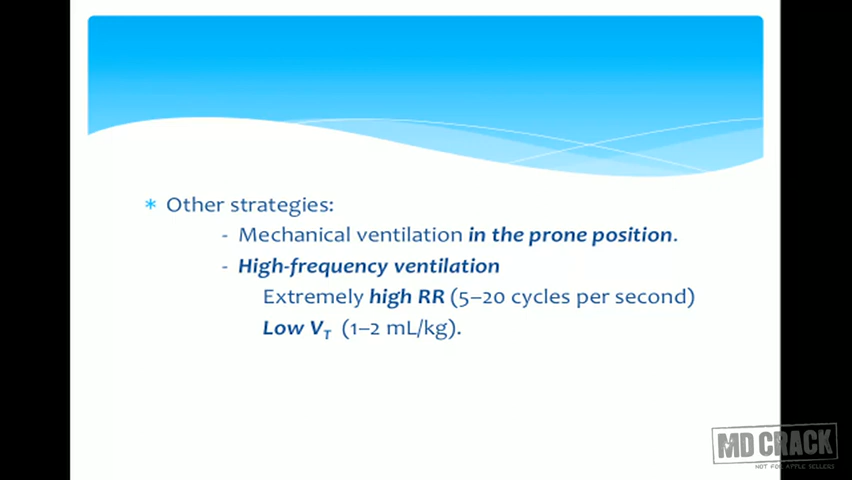 * Other strategies:
- Mechanical ventilation in the prone position.
- High-frequency ventilation
Extremely high RR (5–20 cycles per second)
Low VT (1–2 mL/kg).
MD CRACK
NOT FOR APPLE SELLERS